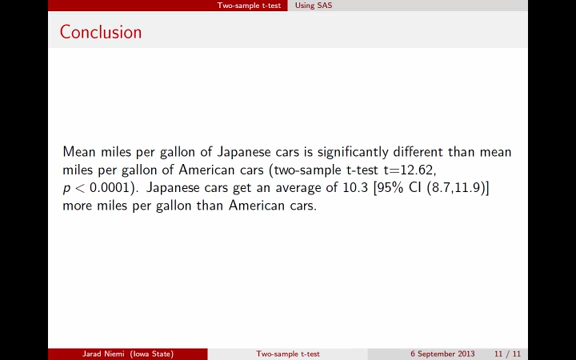 Two-sample t-test Using SAS
Conclusion
Mean miles per gallon of Japanese cars is significantly different than mean
miles per gallon of American cars (two-sample t-test t=12.62,
p < 0.0001). Japanese cars get an average of 10.3 [95% CI (8.7,11.9)]
more miles per gallon than American cars.
Jarad Niemi (Iowa State) Two-sample t-test 6 September 2013 11 / 11